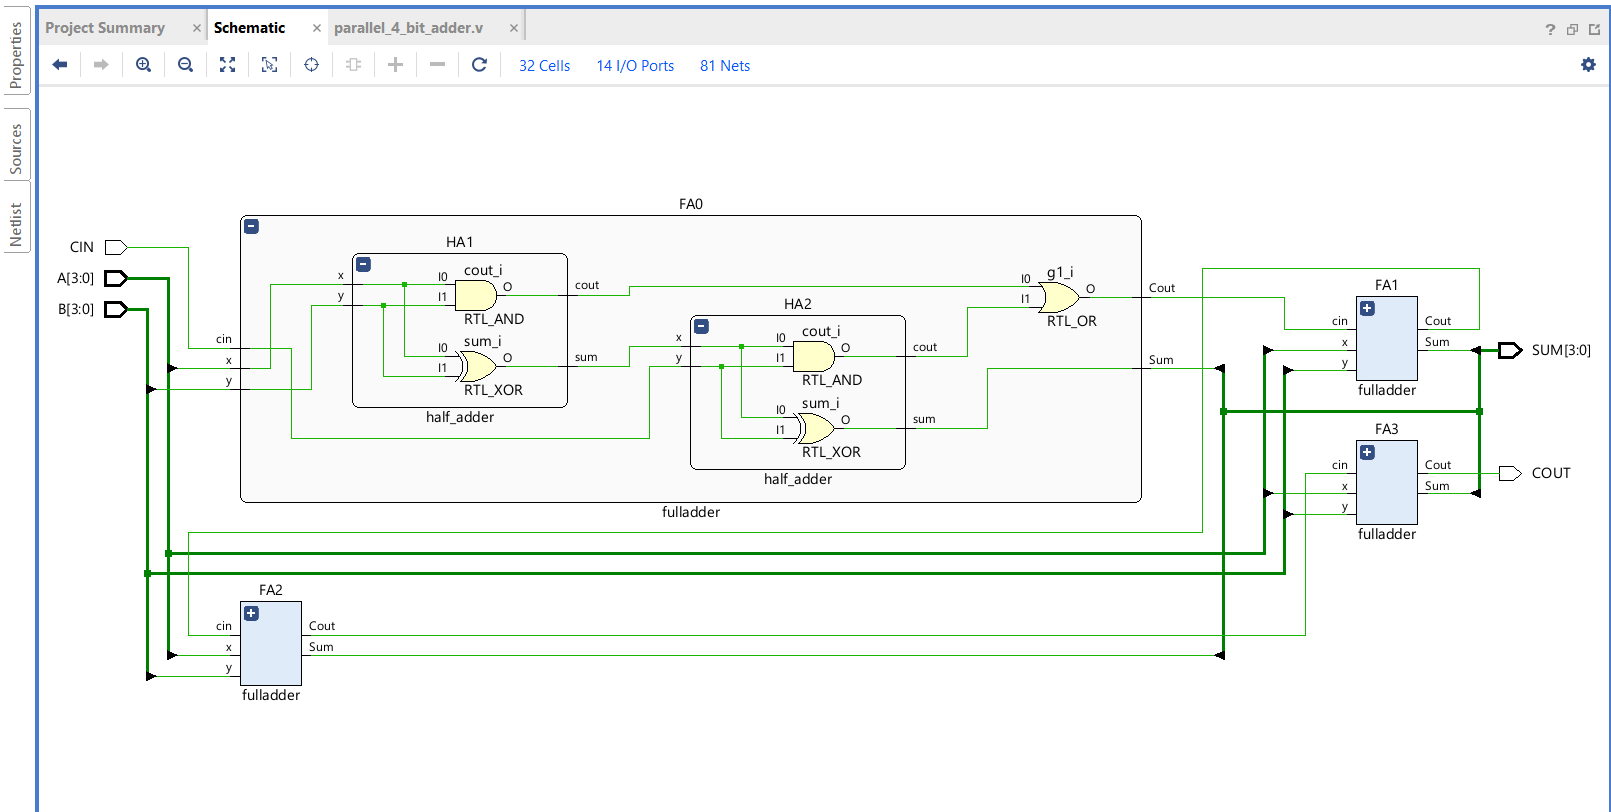 Project Summary × Schematic × parallel_4_bit_adder.v ×
?
32 Cells 14 I/O Ports 81 Nets
Properties
Sources
Netlist
FA0
CIN
A[3:0]
B[3:0]
cin
x
y
HA1
x
y
cout_i
I0
I1
O
RTL_AND
cout
sum_i
I0
I1
O
RTL_XOR
sum
half_adder
HA2
x
y
cout_i
I0
I1
O
RTL_AND
cout
sum_i
I0
I1
O
RTL_XOR
sum
half_adder
g1_i
I0
I1
O
RTL_OR
Cout
Sum
fulladder
FA1
cin
x
y
Cout
Sum
fulladder
SUM[3:0]
FA3
cin
x
y
Cout
Sum
fulladder
COUT
FA2
cin
x
y
Cout
Sum
fulladder